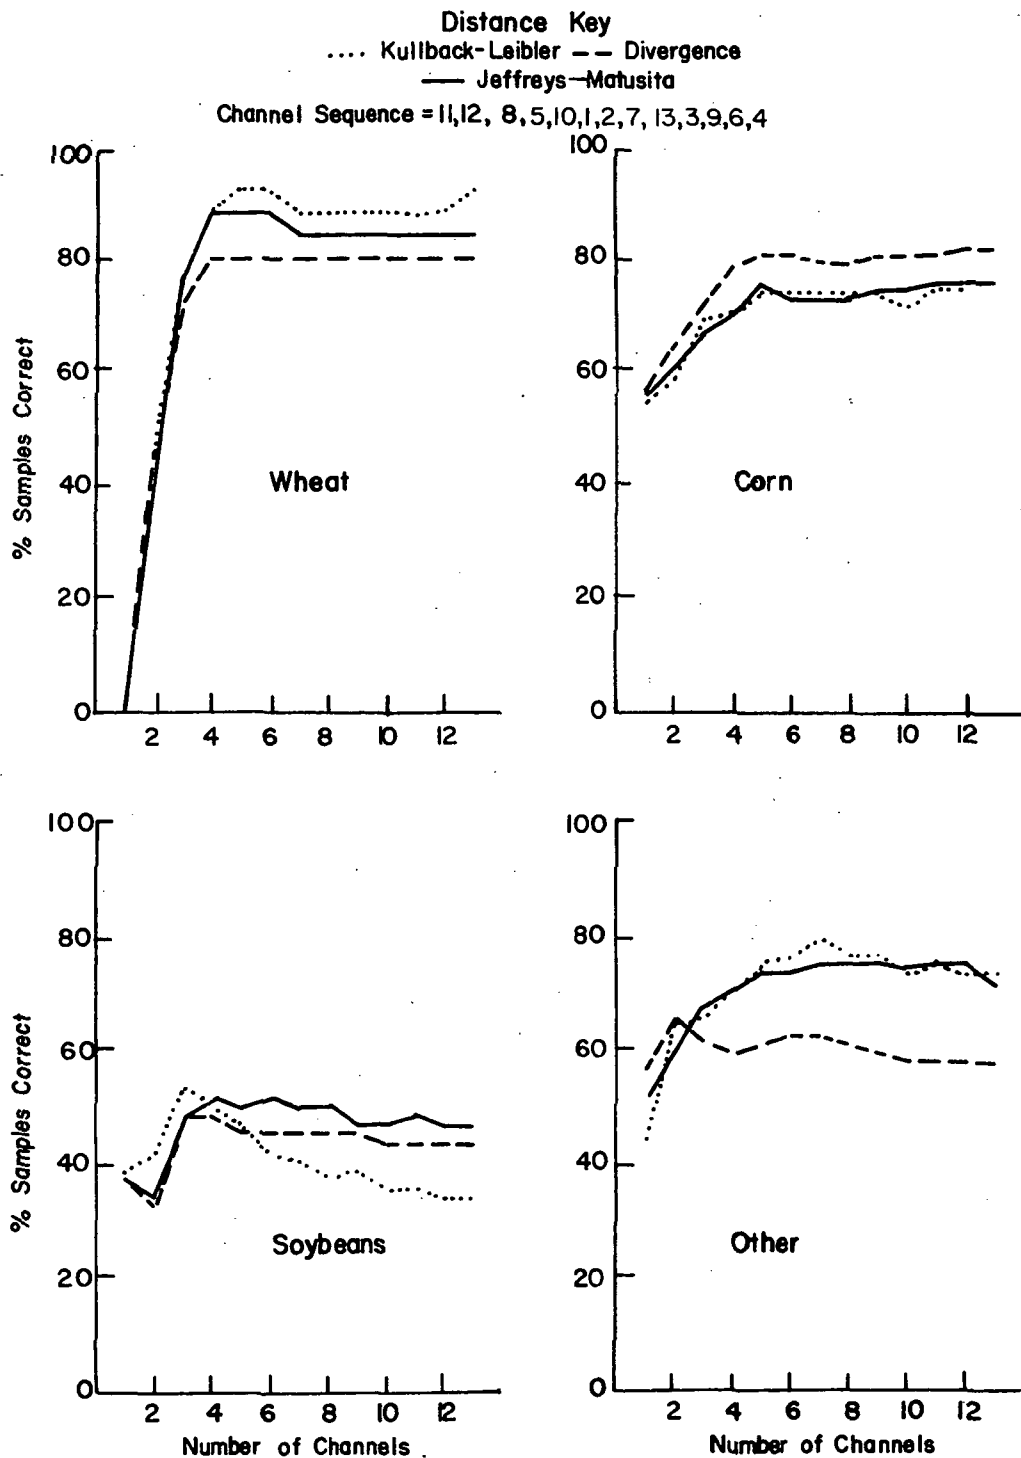 Distance Key
.... Kullback-Leibler -- Divergence
— Jeffreys-Matusita
Channel Sequence = 11,12, 8,5,10,1,2,7, 13,3,9,6,4
100
80
60
40
20
0
% Samples Correct
Wheat
2 4 6 8 10 12
100
80
60
40
20
0
Corn
2 4 6 8 10 12
100
80
60
40
20
0
% Samples Correct
Soybeans
2 4 6 8 10 12
Number of Channels
100
80
60
40
20
0
Other
2 4 6 8 10 12
Number of Channels